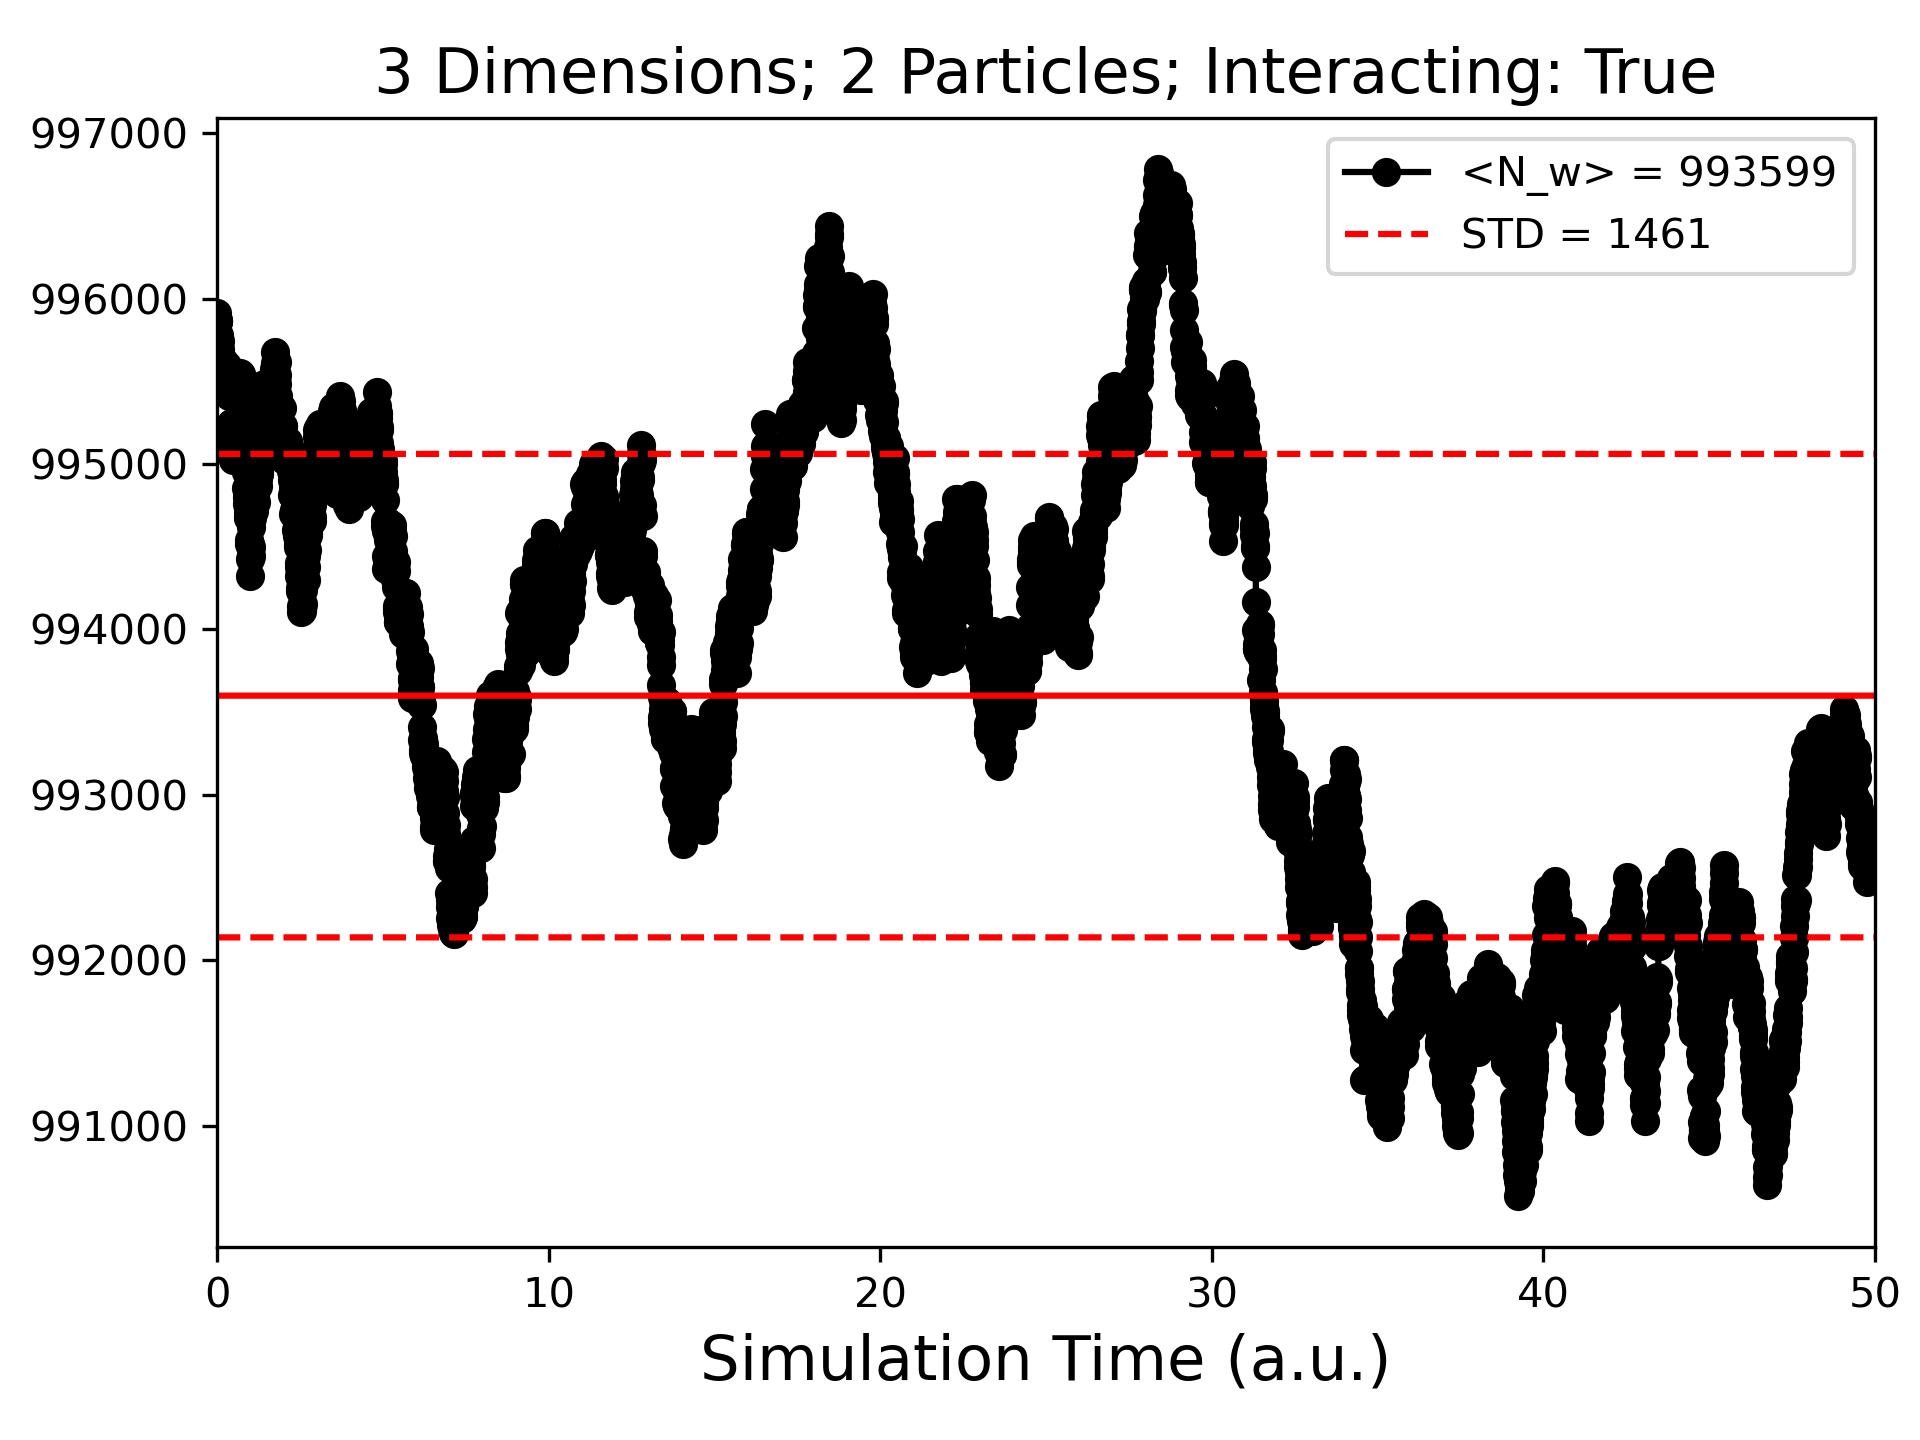 3 Dimensions; 2 Particles; Interacting: True
997000
996000
995000
994000
993000
992000
991000
<N_w> = 993599
STD = 1461
0 10 20 30 40 50
Simulation Time (a.u.)